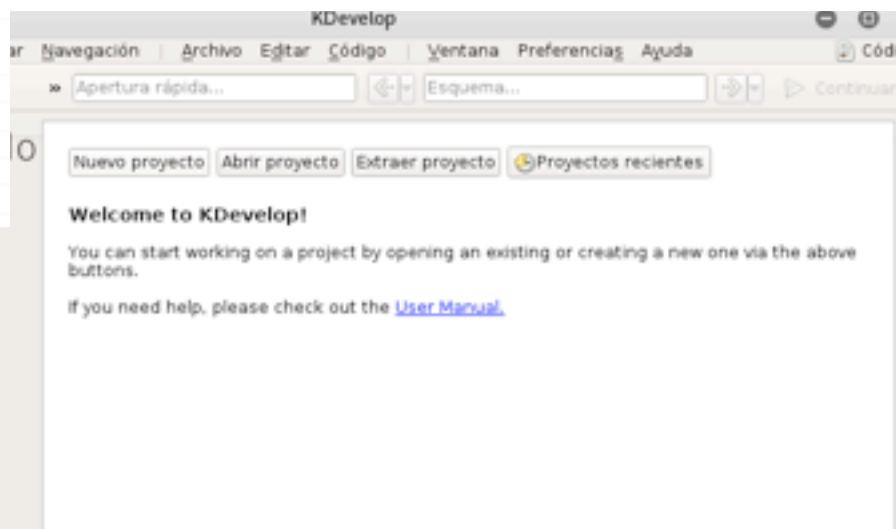 KDevelop
ar Navegación Archivo Editar Código Ventana Preferencias Ayuda Cód
» Apertura rápida... Esquema... Continuar
lo
Nuevo proyecto Abrir proyecto Extraer proyecto Proyectos recientes
Welcome to KDevelop!
You can start working on a project by opening an existing or creating a new one via the above
buttons.
If you need help, please check out the User Manual.